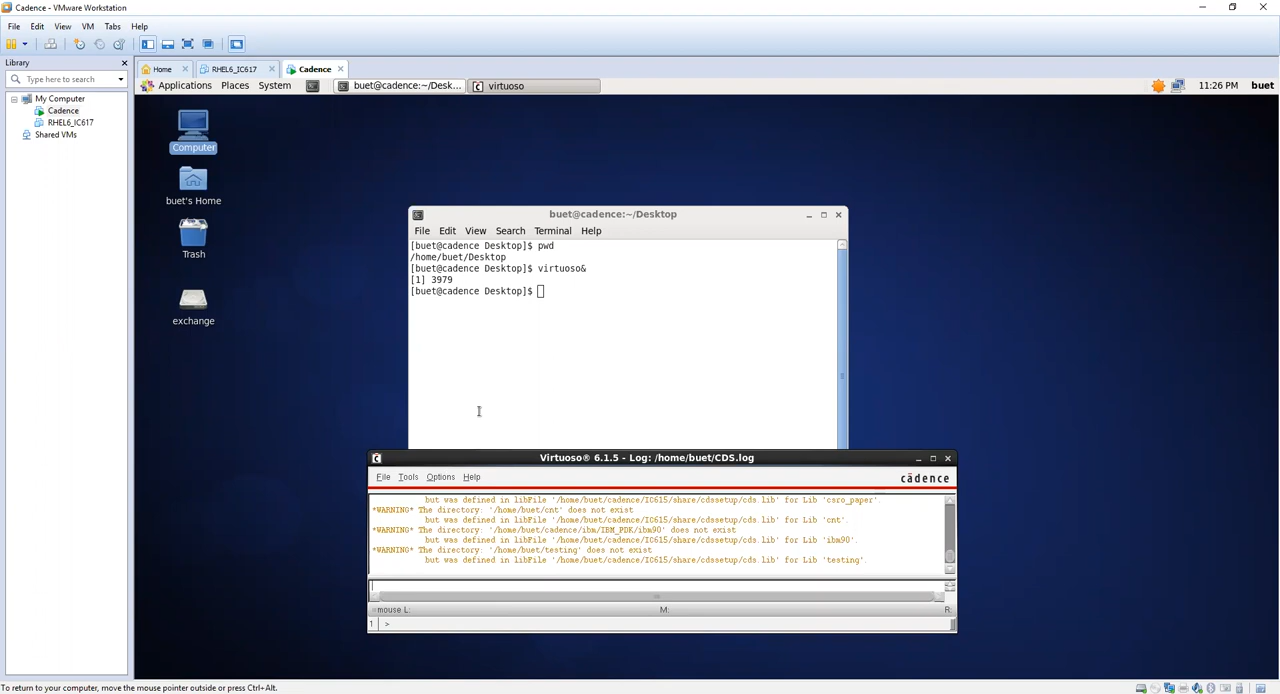 Cadence - VMware Workstation
File Edit View VM Tabs Help
Library
Type here to search
My Computer
Cadence
RHEL6_IC617
Shared VMs
Home RHEL6_IC617 Cadence
Applications Places System buet@cadence:~/Desk... virtuoso 11:26 PM buet
Computer
buet's Home
Trash
exchange
buet@cadence:~/Desktop
File Edit View Search Terminal Help
[buet@cadence Desktop]$ pwd
/home/buet/Desktop
[buet@cadence Desktop]$ virtuoso&
[1] 3979
[buet@cadence Desktop]$
Virtuoso® 6.1.5 - Log: /home/buet/CDS.log
File Tools Options Help
cādence
but was defined in libFile '/home/buet/cadence/IC615/share/cdssetup/cds.lib' for Lib 'csro_paper'.
*WARNING* The directory: '/home/buet/cnt' does not exist
but was defined in libFile '/home/buet/cadence/IC615/share/cdssetup/cds.lib' for Lib 'cnt'.
*WARNING* The directory: '/home/buet/cadence/ibm/IBM_PDK/ibm90' does not exist
but was defined in libFile '/home/buet/cadence/IC615/share/cdssetup/cds.lib' for Lib 'ibm90'.
*WARNING* The directory: '/home/buet/testing' does not exist
but was defined in libFile '/home/buet/cadence/IC615/share/cdssetup/cds.lib' for Lib 'testing'.
mouse L: M: R:
1 >
To return to your computer, move the mouse pointer outside or press Ctrl+Alt.